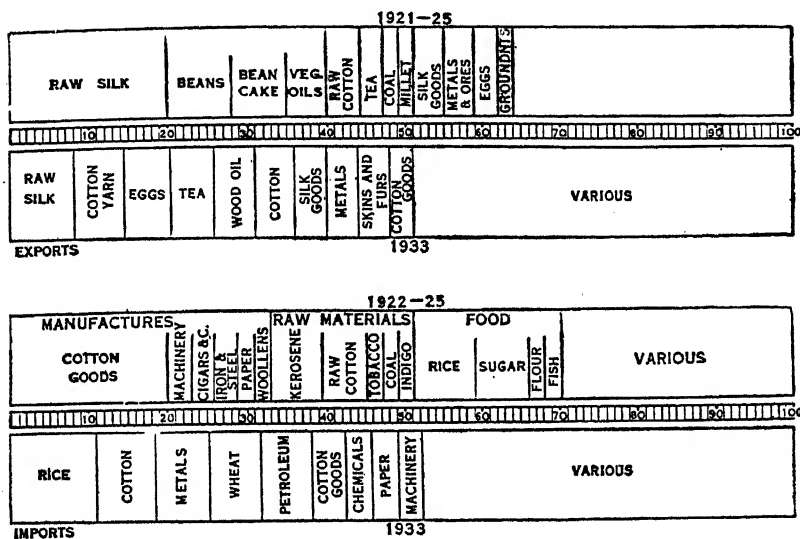 1921—25
RAW SILK BEANS BEAN CAKE VEG. OILS RAW COTTON TEA COAL MILLET SILK GOODS METALS & ORES EGGS GROUNDNTS
10 20 30 40 50 60 70 80 90 100
RAW SILK COTTON YARN EGGS TEA WOOD OIL COTTON SILK GOODS METALS SKINS AND FURS COTTON GOODS VARIOUS
EXPORTS 1933
1922—25
MANUFACTURES RAW MATERIALS FOOD
COTTON GOODS MACHINERY CIGARS &C. IRON & STEEL PAPER WOOLLENS KEROSENE RAW COTTON TOBACCO COAL INDIGO RICE SUGAR FLOUR FISH VARIOUS
10 20 30 40 50 60 70 80 90 100
RICE COTTON METALS WHEAT PETROLEUM COTTON GOODS CHEMICALS PAPER MACHINERY VARIOUS
IMPORTS 1933